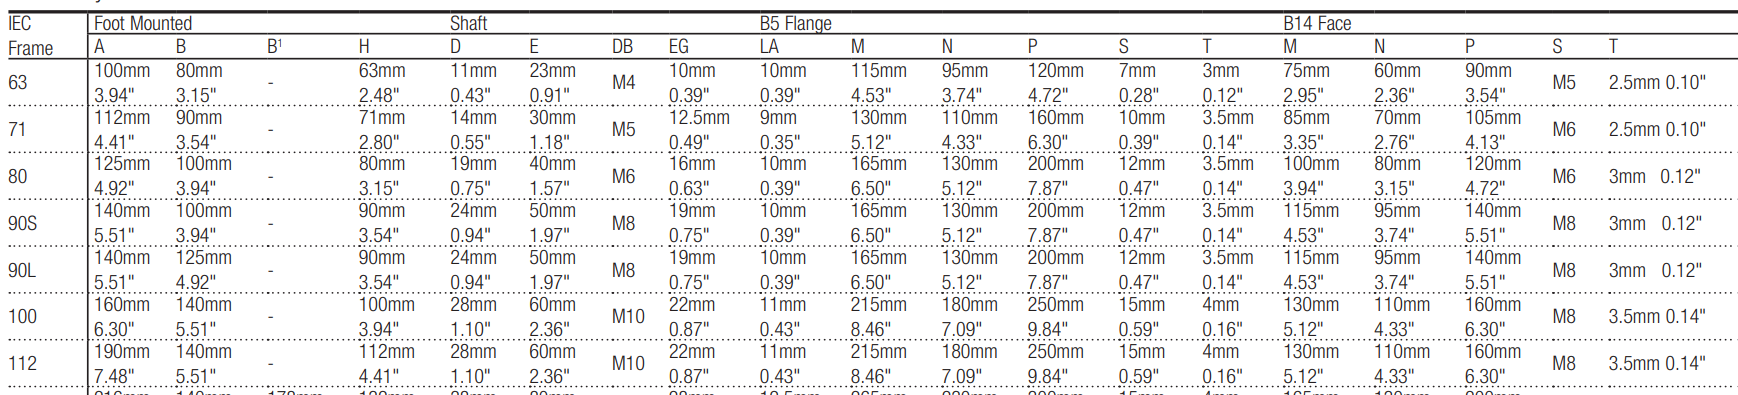 IEC Foot Mounted Shaft B5 Flange B14 Face
Frame A B B¹ H D E DB EG LA M N P S T M N P S T
100mm 80mm 63mm 11mm 23mm 10mm 10mm 115mm 95mm 120mm 7mm 3mm 75mm 60mm 90mm
63 - M4 M5 2.5mm 0.10"
3.94" 3.15" 2.48" 0.43" 0.91" 0.39" 0.39" 4.53" 3.74" 4.72" 0.28" 0.12" 2.95" 2.36" 3.54"
112mm 90mm 71mm 14mm 30mm 12.5mm 9mm 130mm 110mm 160mm 10mm 3.5mm 85mm 70mm 105mm
71 - M5 M6 2.5mm 0.10"
4.41" 3.54" 2.80" 0.55" 1.18" 0.49" 0.35" 5.12" 4.33" 6.30" 0.39" 0.14" 3.35" 2.76" 4.13"
125mm 100mm 80mm 19mm 40mm 16mm 10mm 165mm 130mm 200mm 12mm 3.5mm 100mm 80mm 120mm
80 - M6 M6 3mm 0.12"
4.92" 3.94" 3.15" 0.75" 1.57" 0.63" 0.39" 6.50" 5.12" 7.87" 0.47" 0.14" 3.94" 3.15" 4.72"
140mm 100mm 90mm 24mm 50mm 19mm 10mm 165mm 130mm 200mm 12mm 3.5mm 115mm 95mm 140mm
90S - M8 M8 3mm 0.12"
5.51" 3.94" 3.54" 0.94" 1.97" 0.75" 0.39" 6.50" 5.12" 7.87" 0.47" 0.14" 4.53" 3.74" 5.51"
140mm 125mm 90mm 24mm 50mm 19mm 10mm 165mm 130mm 200mm 12mm 3.5mm 115mm 95mm 140mm
90L - M8 M8 3mm 0.12"
5.51" 4.92" 3.54" 0.94" 1.97" 0.75" 0.39" 6.50" 5.12" 7.87" 0.47" 0.14" 4.53" 3.74" 5.51"
160mm 140mm 100mm 28mm 60mm 22mm 11mm 215mm 180mm 250mm 15mm 4mm 130mm 110mm 160mm
100 - M10 M8 3.5mm 0.14"
6.30" 5.51" 3.94" 1.10" 2.36" 0.87" 0.43" 8.46" 7.09" 9.84" 0.59" 0.16" 5.12" 4.33" 6.30"
190mm 140mm 112mm 28mm 60mm 22mm 11mm 215mm 180mm 250mm 15mm 4mm 130mm 110mm 160mm
112 - M10 M8 3.5mm 0.14"
7.48" 5.51" 4.41" 1.10" 2.36" 0.87" 0.43" 8.46" 7.09" 9.84" 0.59" 0.16" 5.12" 4.33" 6.30"